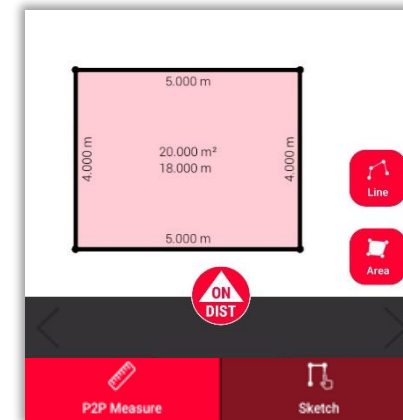 5.000 m
4.000 m
20.000 m²
18.000 m
4.000 m
5.000 m
Line
Area
ON
DIST
P2P Measure
Sketch